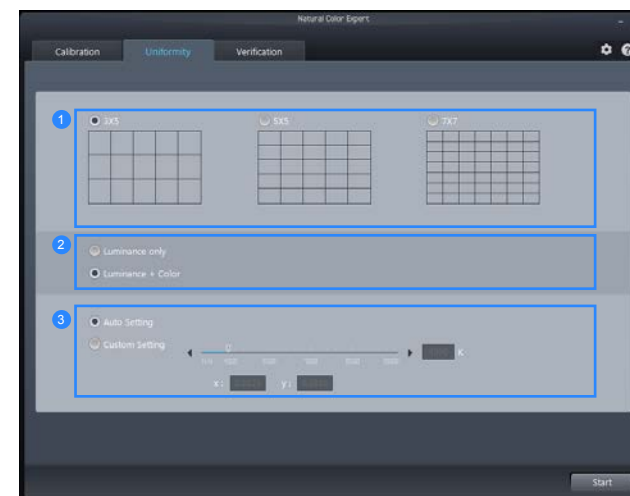 Natural Color Expert
Calibration Uniformity Verification
1 3X5 5X5 7X7
2 Luminance only
Luminance + Color
3 Auto Setting
Custom Setting K
x: y:
Start